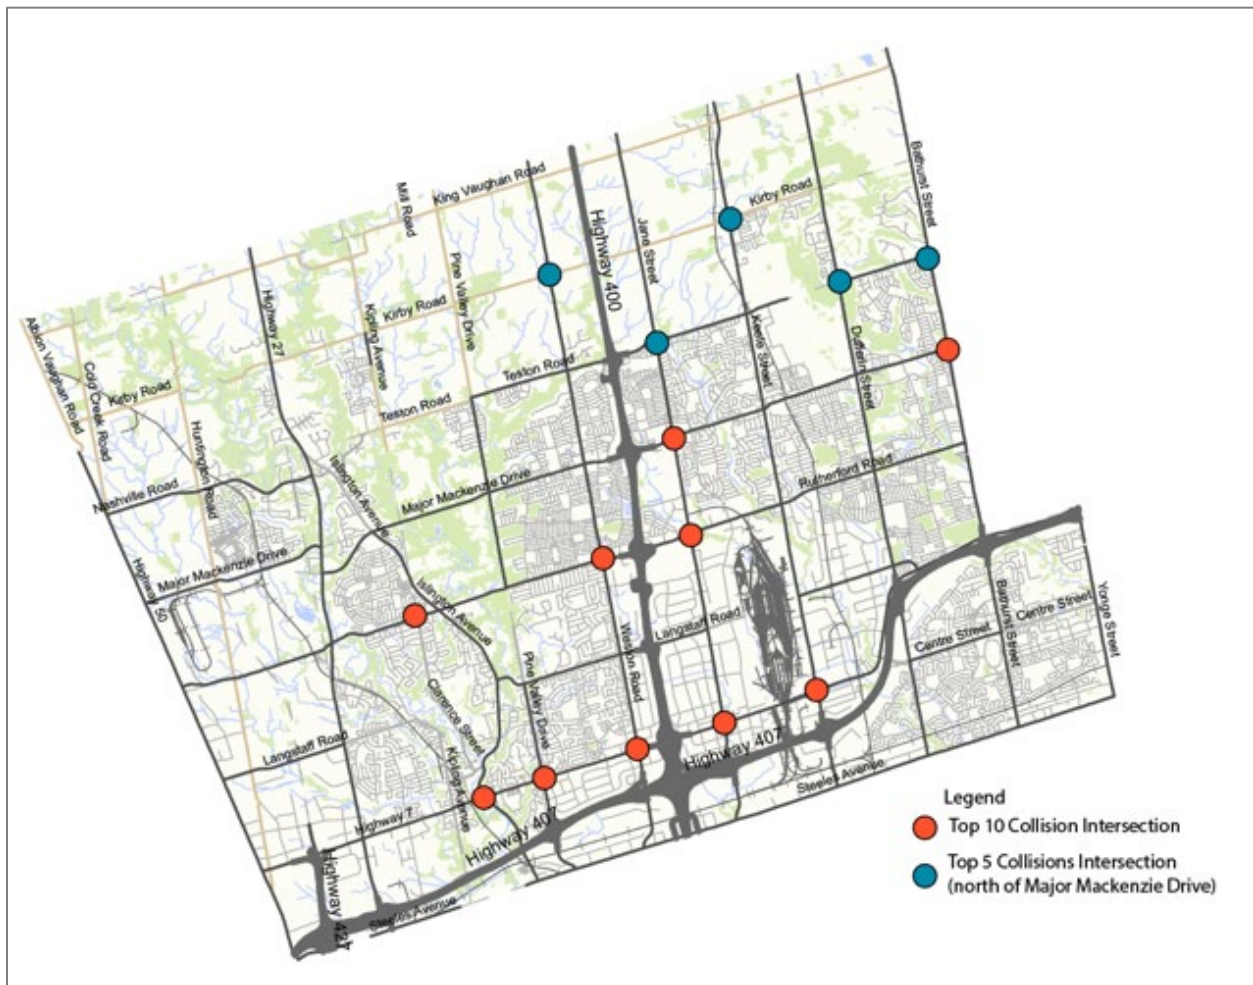 King Vaughan Road
Bathurst Street
Mill Road
Kirby Road
Highway 400
Jane Street
Pine Valley Drive
Highway 27
Kipling Avenue
Kirby Road
Albion Vaughan Road
Cold Creek Road
Kirby Road
Keele Street
Dufferin Street
Teston Road
Teston Road
Huntington Road
Islington Avenue
Major Mackenzie Drive
Rutherford Road
Nashville Road
Major Mackenzie Drive
Highway 50
Islington Avenue
Langstaff Road
Weston Road
Centre Street
Centre Street
Bathurst Street
Yonge Street
Pine Valley Drive
Clarence Street
Langstaff Road
Kipling Avenue
Highway 407
Steeles Avenue
Highway 7
Highway 407
Highway 427
Steeles Avenue
Legend
Top 10 Collision Intersection
Top 5 Collisions Intersection
(north of Major Mackenzie Drive)